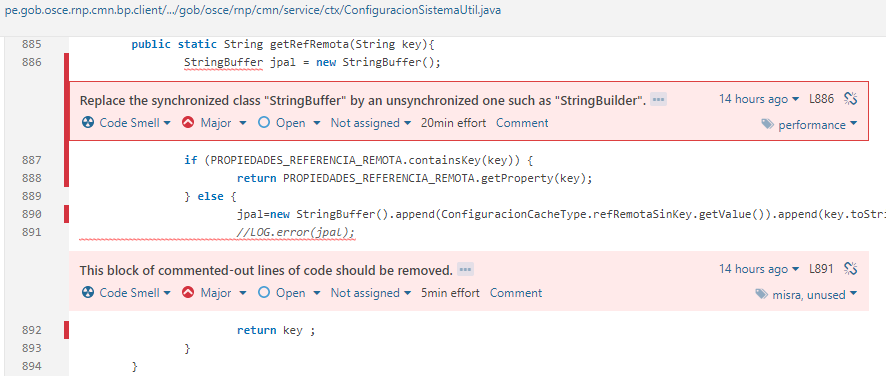 pe.gob.osce.rnp.cmn.bp.client/.../gob/osce/rnp/cmn/service/ctx/ConfiguracionSistemaUtil.java
885 public static String getRefRemota(String key){
886 StringBuffer jpal = new StringBuffer();
Replace the synchronized class "StringBuffer" by an unsynchronized one such as "StringBuilder". ... 14 hours ago L886
Code Smell Major Open Not assigned 20min effort Comment performance
887 if (PROPIEDADES_REFERENCIA_REMOTA.containsKey(key)) {
888 return PROPIEDADES_REFERENCIA_REMOTA.getProperty(key);
889 } else {
890 jpal=new StringBuffer().append(ConfiguracionCacheType.refRemotaSinKey.getValue()).append(key.toStri
891 //LOG.error(jpal);
This block of commented-out lines of code should be removed. ... 14 hours ago L891
Code Smell Major Open Not assigned 5min effort Comment misra, unused
892 return key ;
893 }
894 }